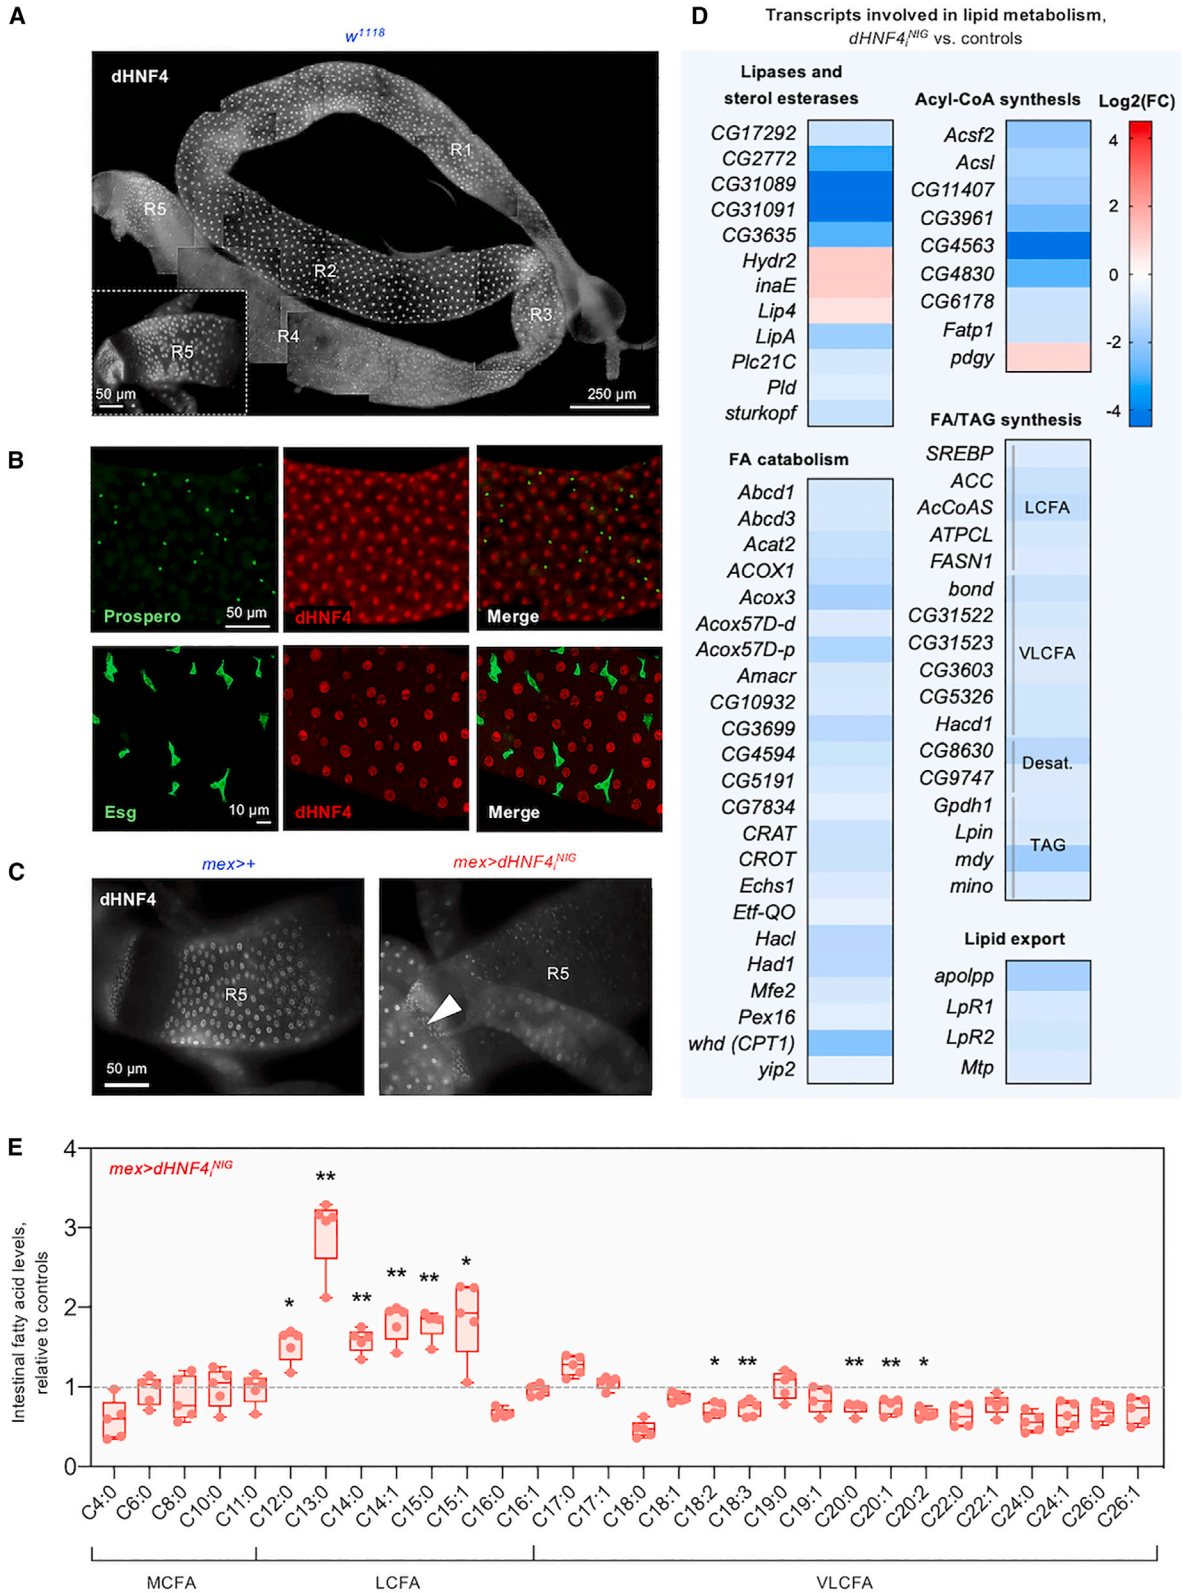 A
w1118
dHNF4
R1
R5
R2
R3
R4
R5
50 µm
250 µm
B
Prospero
50 µm
dHNF4
Merge
Esg
10 µm
dHNF4
Merge
C
mex>+
mex>dHNF4iNIG
dHNF4
R5
R5
50 µm
D
Transcripts involved in lipid metabolism,
dHNF4iNIG vs. controls
Lipases and
sterol esterases
CG17292
CG2772
CG31089
CG31091
CG3635
Hydr2
inaE
Lip4
LipA
Plc21C
Pld
sturkopf
FA catabolism
Abcd1
Abcd3
Acat2
ACOX1
Acox3
Acox57D-d
Acox57D-p
Amacr
CG10932
CG3699
CG4594
CG5191
CG7834
CRAT
CROT
Echs1
Etf-QO
Hacl
Had1
Mfe2
Pex16
whd (CPT1)
yip2
Acyl-CoA synthesis
Acsf2
Acsl
CG11407
CG3961
CG4563
CG4830
CG6178
Fatp1
pdgy
Log2(FC)
4
2
0
-2
-4
FA/TAG synthesis
SREBP
ACC
AcCoAS
ATPCL
FASN1
bond
CG31522
CG31523
CG3603
CG5326
Hacd1
CG8630
CG9747
Gpdh1
Lpin
mdy
mino
LCFA
VLCFA
Desat.
TAG
Lipid export
apolpp
LpR1
LpR2
Mtp
E
mex>dHNF4iNIG
Intestinal fatty acid levels,
relative to controls
4
3
2
1
0
* ** ** ** ** * * ** ** ** *
C4:0 C6:0 C8:0 C10:0 C11:0 C12:0 C13:0 C14:0 C14:1 C15:0 C15:1 C16:0 C16:1 C17:0 C17:1 C18:0 C18:1 C18:2 C18:3 C19:0 C19:1 C20:0 C20:1 C20:2 C22:0 C22:1 C24:0 C24:1 C26:0 C26:1
MCFA LCFA VLCFA